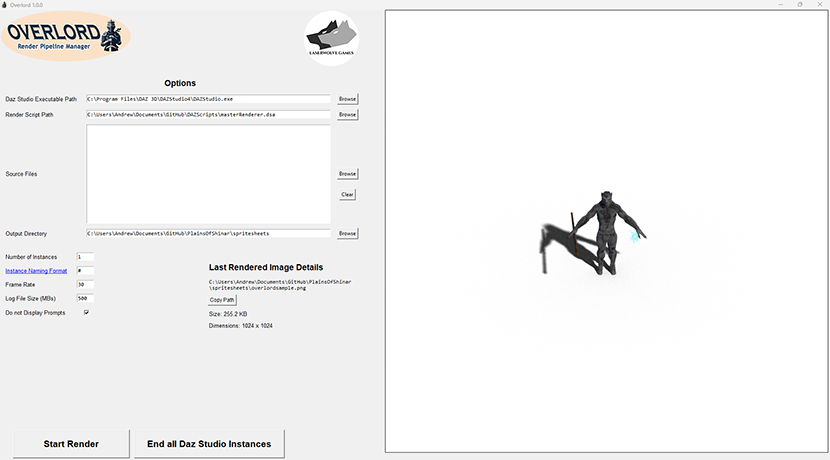 Overlord 1.0.0
OVERLORD
Render Pipeline Manager
LANERWOLVE GAMES
Options
Daz Studio Executable Path C:\Program Files\DAZ 3D\DAZStudio4\DAZStudio.exe Browse
Render Script Path C:\Users\Andrew\Documents\GitHub\DAZScripts\masterRenderer.dsa Browse
Source Files Browse
Clear
Output Directory C:\Users\Andrew\Documents\GitHub\PlainsOfShinar\spritesheets Browse
Number of Instances 1
Instance Naming Format #
Frame Rate 30
Log File Size (MBs) 500
Do not Display Prompts
Last Rendered Image Details
C:\Users\Andrew\Documents\GitHub\PlainsOfShinar
\spritesheets\overlordsample.png
Copy Path
Size: 255.2 KB
Dimensions: 1024 x 1024
Start Render End all Daz Studio Instances